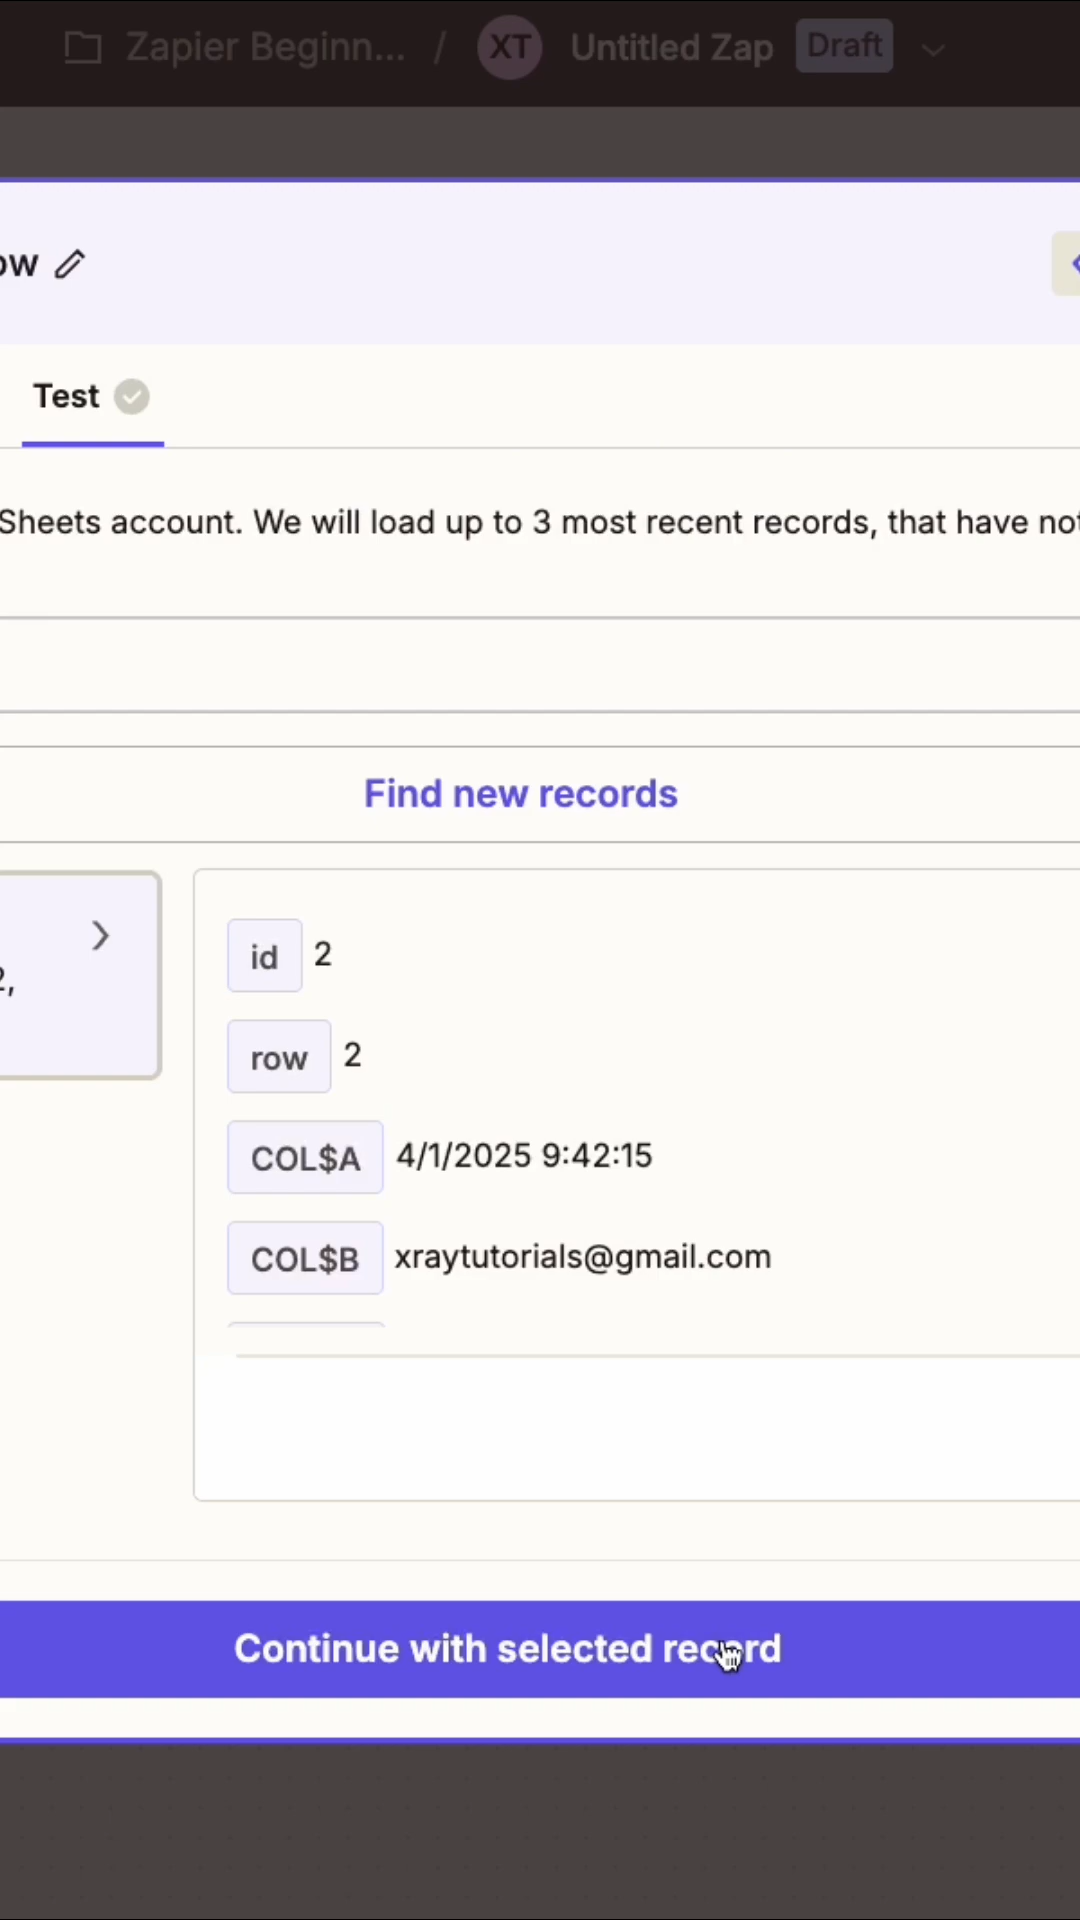 Zapier Beginn... / XT Untitled Zap Draft
ow
Test
Sheets account. We will load up to 3 most recent records, that have not
Find new records
2,
id 2
row 2
COL$A 4/1/2025 9:42:15
COL$B xraytutorials@gmail.com
Continue with selected record